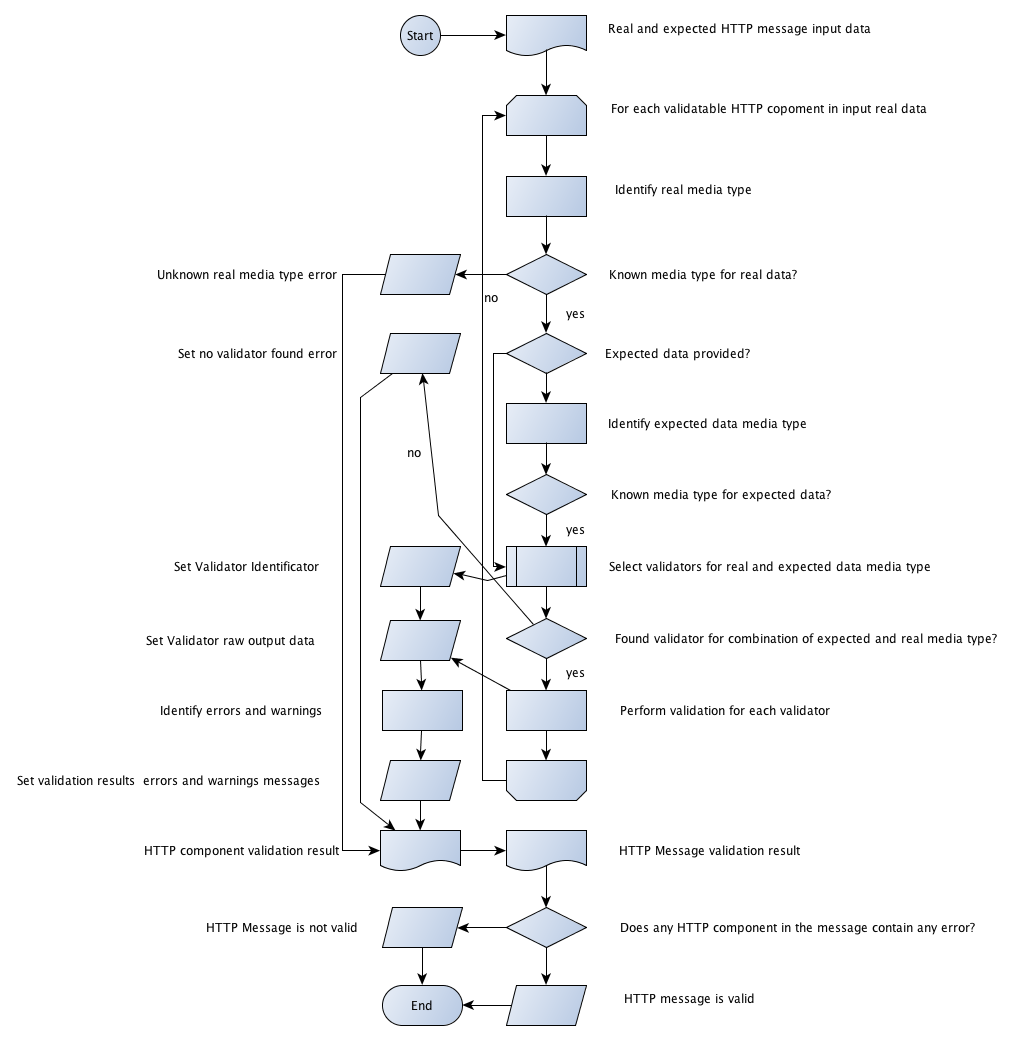 Start
Real and expected HTTP message input data
For each validatable HTTP copoment in input real data
Identify real media type
Unknown real media type error
Known media type for real data?
no
yes
Set no validator found error
Expected data provided?
Identify expected data media type
no
Known media type for expected data?
yes
Set Validator Identificator
Select validators for real and expected data media type
Set Validator raw output data
Found validator for combination of expected and real media type?
yes
Identify errors and warnings
Perform validation for each validator
Set validation results  errors and warnings messages
HTTP component validation result
HTTP Message validation result
HTTP Message is not valid
Does any HTTP component in the message contain any error?
End
HTTP message is valid